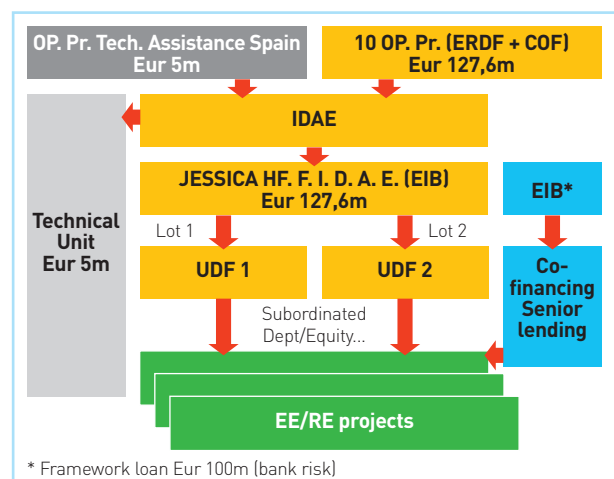 OP. Pr. Tech. Assistance Spain
Eur 5m
10 OP. Pr. (ERDF + COF)
Eur 127,6m
IDAE
JESSICA HF. F. I. D. A. E. (EIB)
Eur 127,6m
EIB*
Technical
Unit
Eur 5m
Lot 1
Lot 2
UDF 1
UDF 2
Co-
financing
Senior
lending
Subordinated
Dept/Equity...
EE/RE projects
* Framework loan Eur 100m (bank risk)